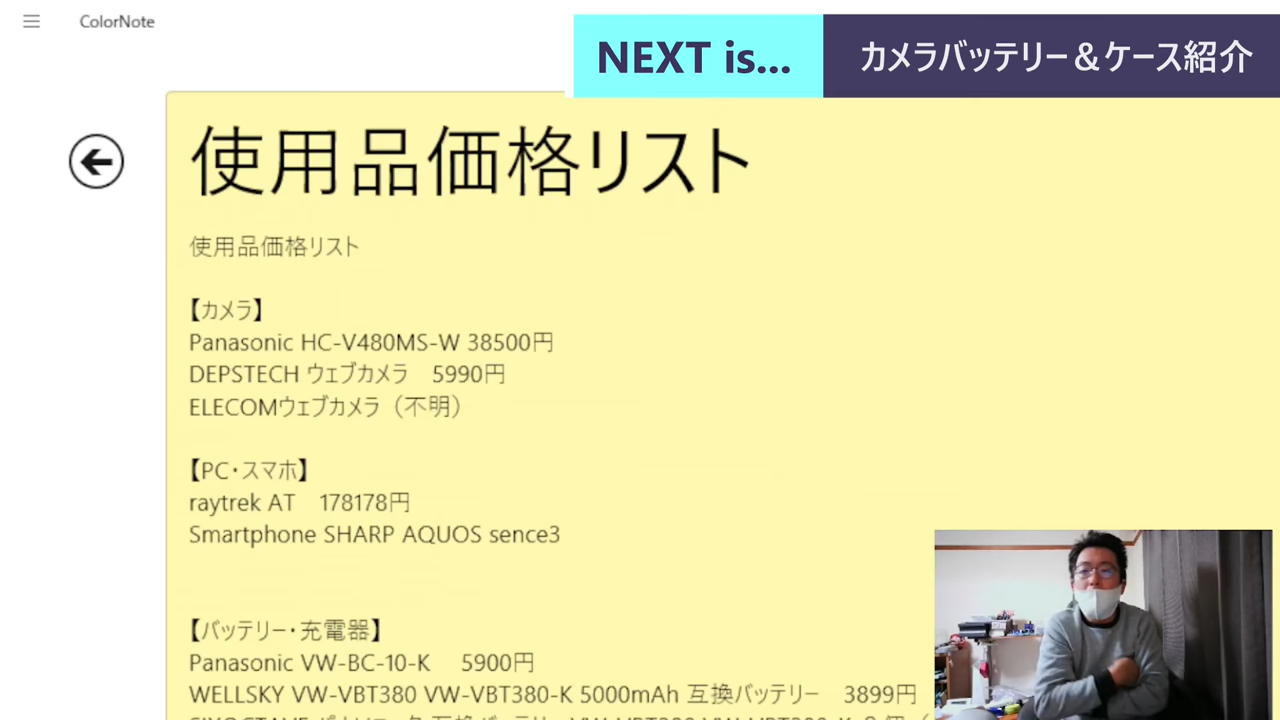 ColorNote
NEXT is...
カメラバッテリー＆ケース紹介
使用品価格リスト
使用品価格リスト
【カメラ】
Panasonic HC-V480MS-W 38500円
DEPSTECH ウェブカメラ　5990円
ELECOMウェブカメラ（不明）
【PC・スマホ】
raytrek AT　178178円
Smartphone SHARP AQUOS sence3
【バッテリー・充電器】
Panasonic VW-BC-10-K　 5900円
WELLSKY VW-VBT380 VW-VBT380-K 5000mAh 互換バッテリー　3899円